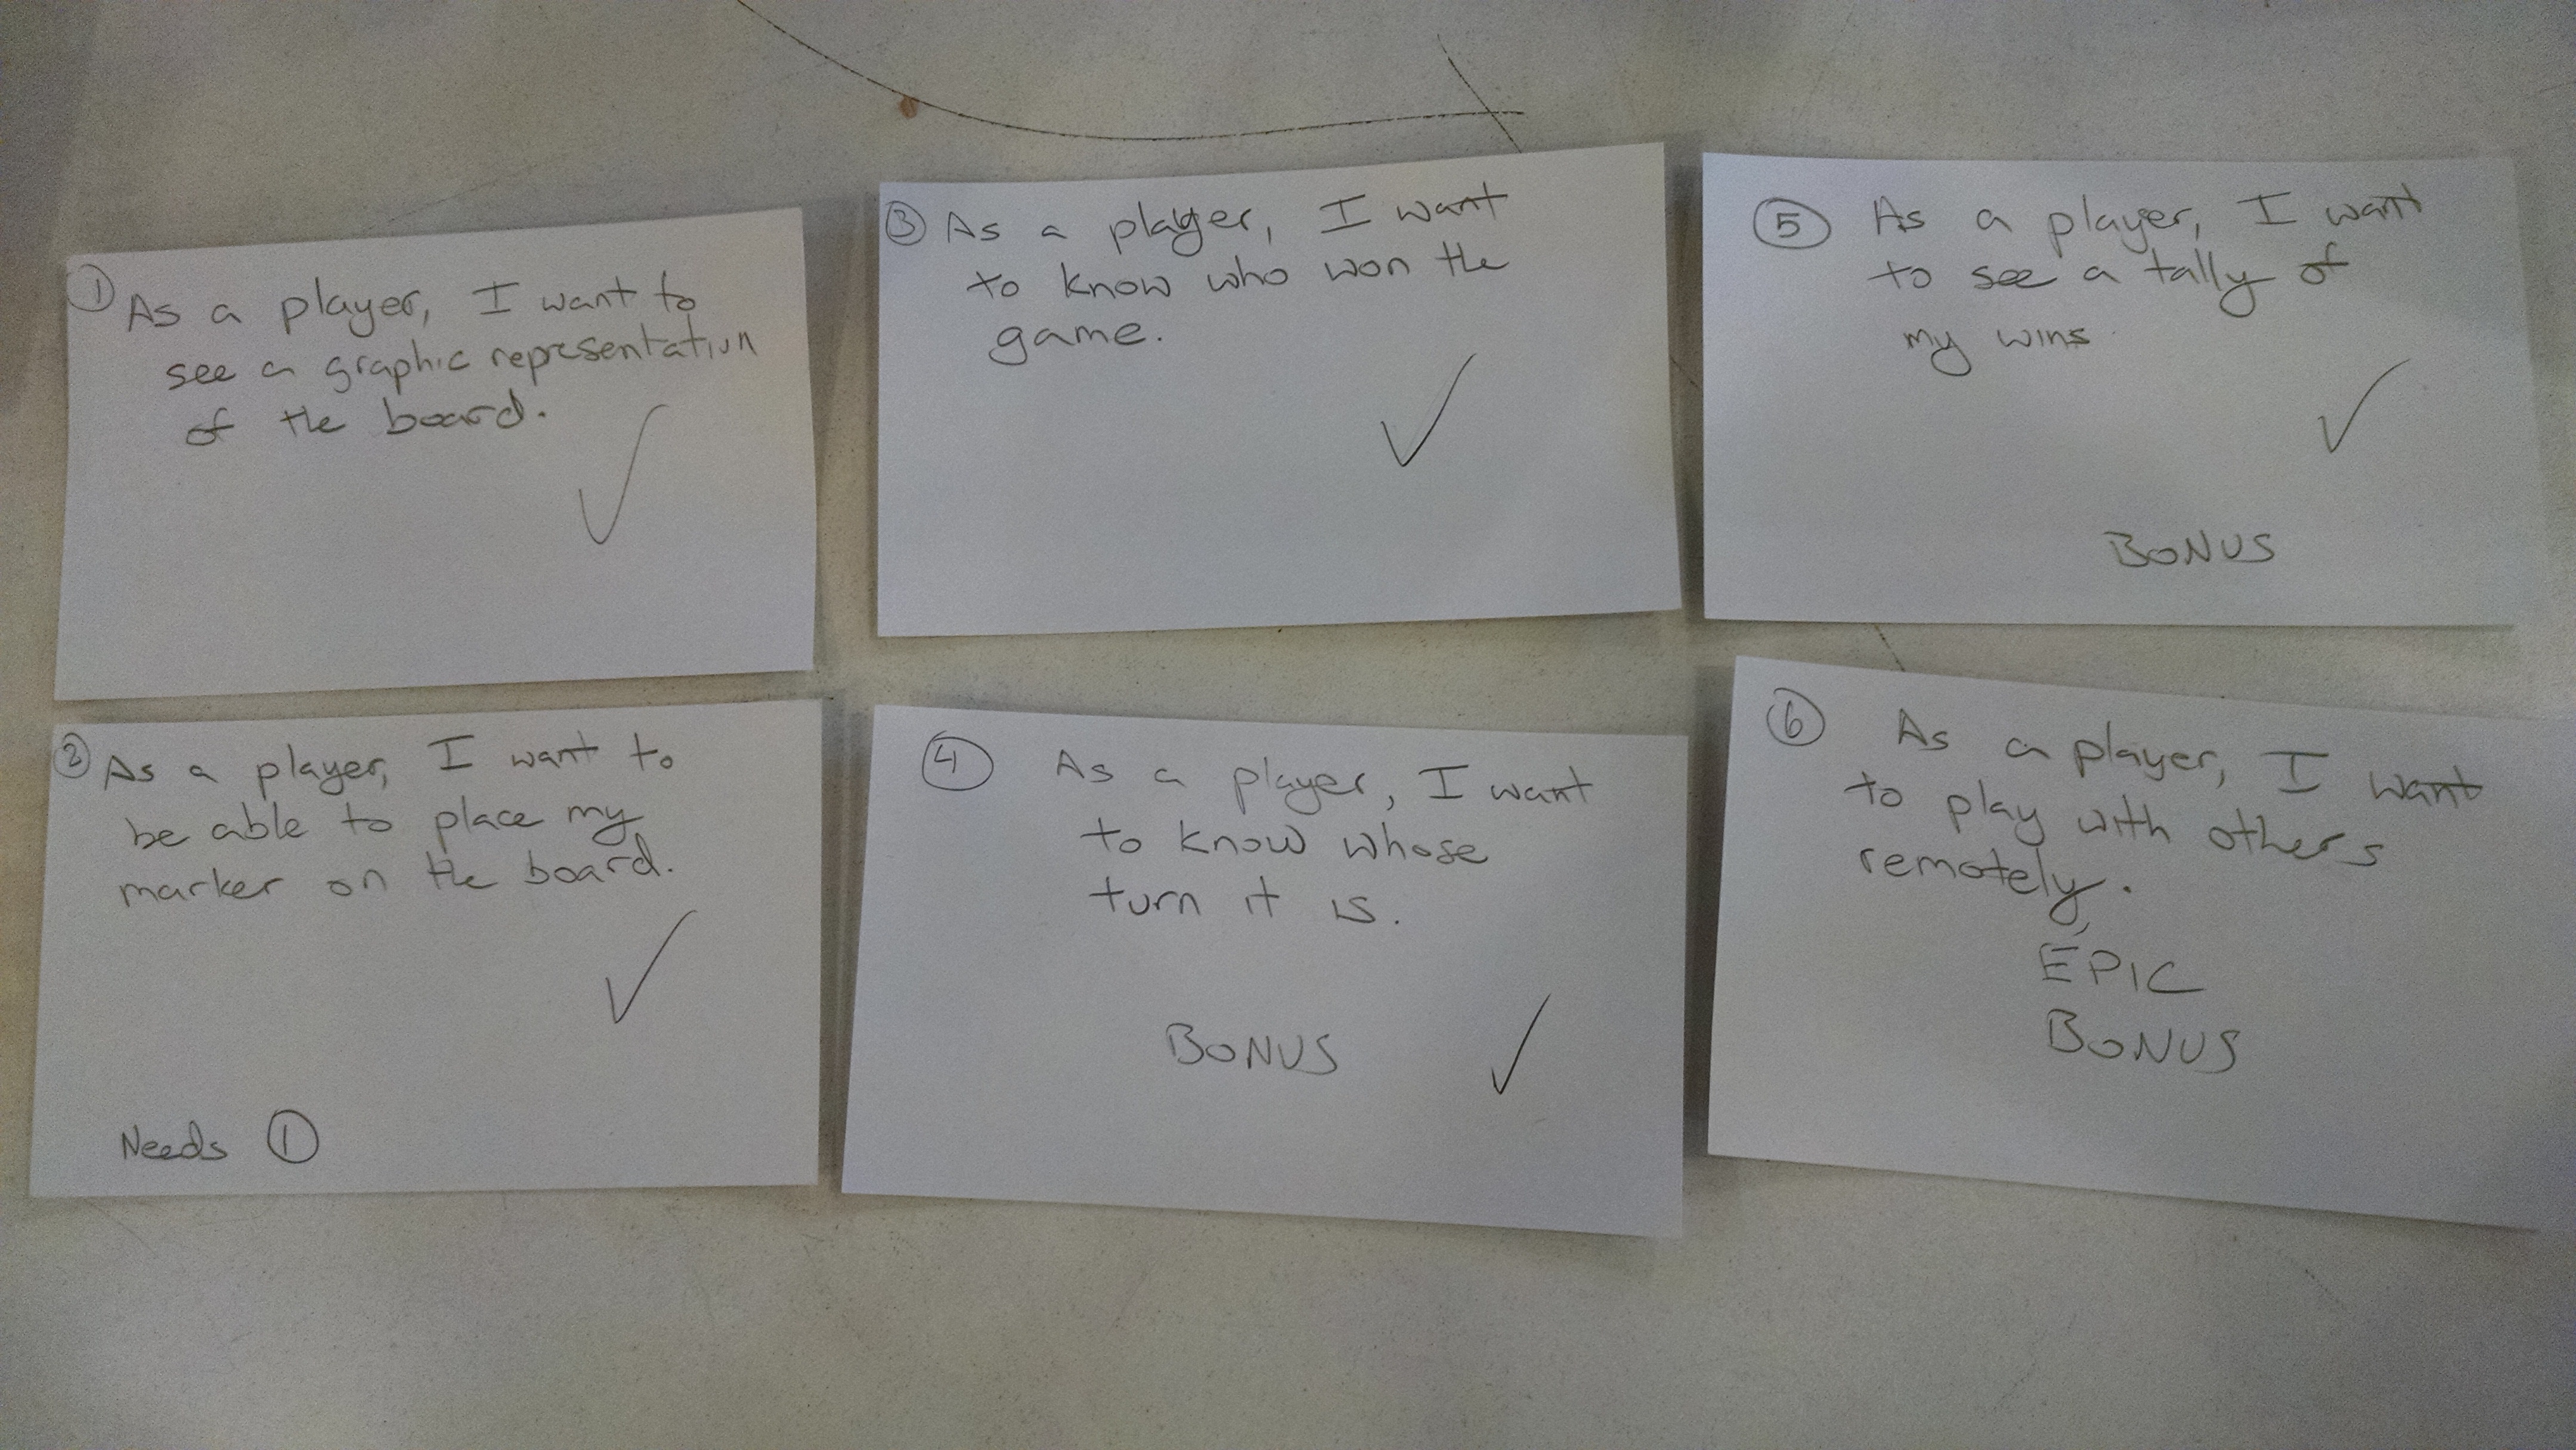 ① As a player, I want to
see a graphic representation
of the board.
✓
② As a player, I want to
be able to place my
marker on the board.
✓
Needs ①
③ As a player, I want
to know who won the
game.
✓
④ As a player, I want
to know whose
turn it is.
BONUS ✓
⑤ As a player, I want
to see a tally of
my wins
✓
BONUS
⑥ As a player, I want
to play with others
remotely.
EPIC
BONUS